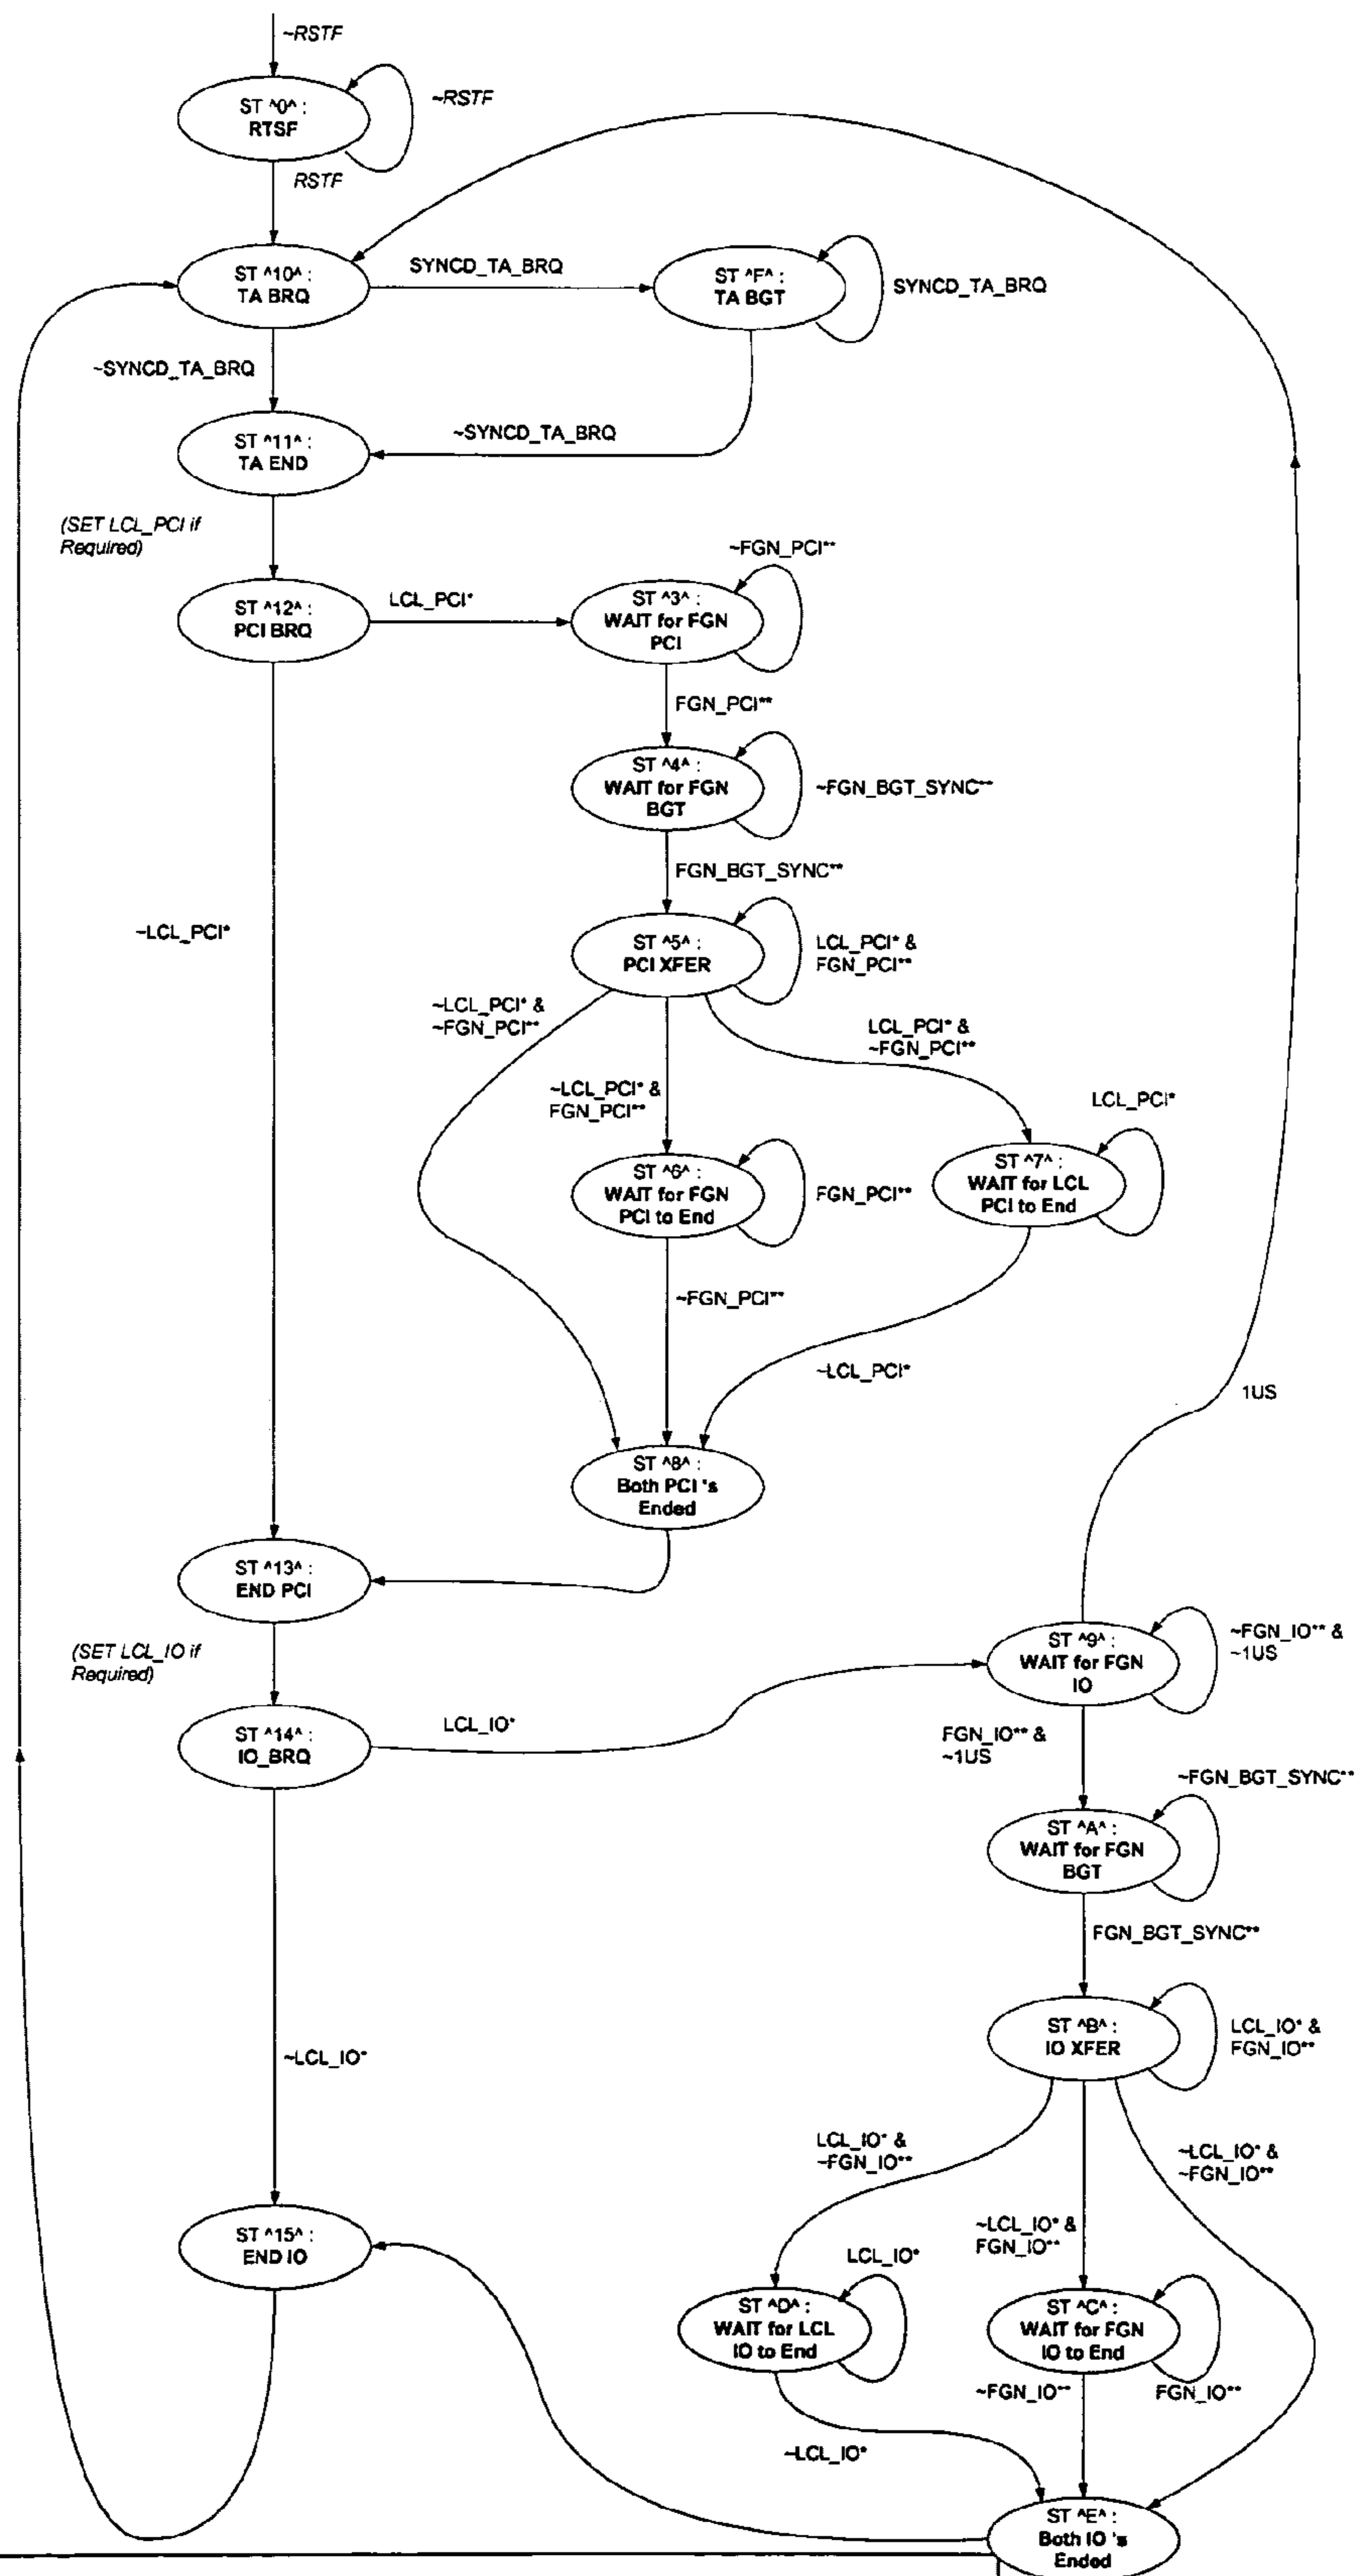 ~RSTF
ST ^0^ :
RTSF
~RSTF
RSTF
ST ^10^ :
TA BRQ
SYNCD_TA_BRQ
ST ^F^ :
TA BGT
SYNCD_TA_BRQ
~SYNCD_TA_BRQ
ST ^11^ :
TA END
~SYNCD_TA_BRQ
(SET LCL_PCI if
Required)
ST ^12^ :
PCI BRQ
LCL_PCI*
~FGN_PCI**
ST ^3^ :
WAIT for FGN
PCI
FGN_PCI**
ST ^4^ :
WAIT for FGN
BGT
~FGN_BGT_SYNC**
FGN_BGT_SYNC**
~LCL_PCI*
ST ^5^ :
PCI XFER
LCL_PCI* &
FGN_PCI**
~LCL_PCI* &
~FGN_PCI**
LCL_PCI* &
~FGN_PCI**
~LCL_PCI* &
FGN_PCI**
LCL_PCI*
ST ^6^ :
WAIT for FGN
PCI to End
FGN_PCI**
ST ^7^ :
WAIT for LCL
PCI to End
~FGN_PCI**
~LCL_PCI*
1US
ST ^8^ :
Both PCI 's
Ended
ST ^13^ :
END PCI
(SET LCL_IO if
Required)
ST ^9^ :
WAIT for FGN
IO
~FGN_IO** &
~1US
ST ^14^ :
IO_BRQ
LCL_IO*
FGN_IO** &
~1US
~FGN_BGT_SYNC**
ST ^A^ :
WAIT for FGN
BGT
FGN_BGT_SYNC**
~LCL_IO*
ST ^B^ :
IO XFER
LCL_IO* &
FGN_IO**
LCL_IO* &
~FGN_IO**
~LCL_IO* &
~FGN_IO**
~LCL_IO* &
FGN_IO**
ST ^15^ :
END IO
LCL_IO*
ST ^D^ :
WAIT for LCL
IO to End
ST ^C^ :
WAIT for FGN
IO to End
~FGN_IO**
FGN_IO**
~LCL_IO*
ST ^E^ :
Both IO 's
Ended